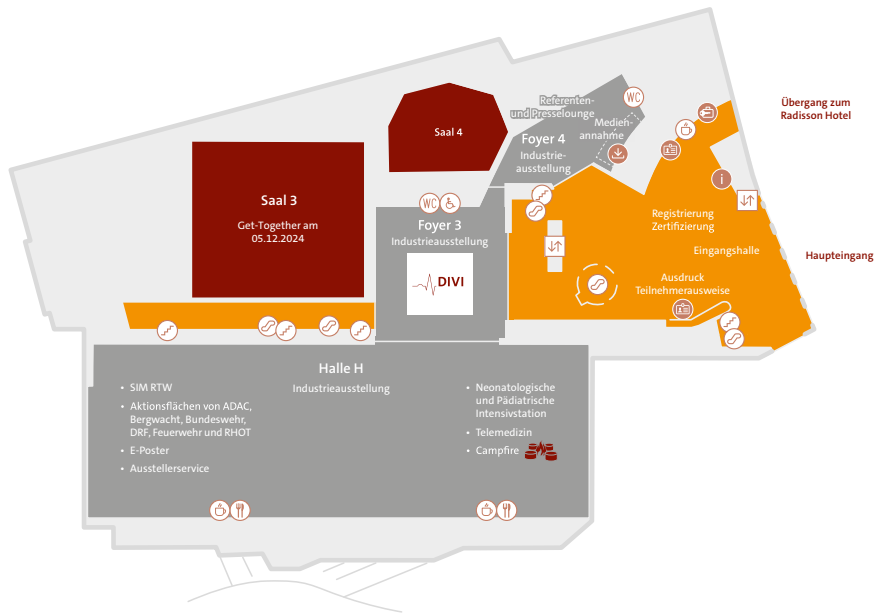 Übergang zum
Radisson Hotel
Referenten-
und Presselounge
WC
Medien-
annahme
Saal 4
Foyer 4
Industrie-
ausstellung
i
Saal 3
Get-Together am
05.12.2024
WC
Foyer 3
Industrieausstellung
DIVI
Registrierung
Zertifizierung
Eingangshalle
Haupteingang
Ausdruck
Teilnehmerausweise
Halle H
Industrieausstellung
• SIM RTW
• Aktionsflächen von ADAC,
Bergwacht, Bundeswehr,
DRF, Feuerwehr und RHOT
• E-Poster
• Ausstellerservice
• Neonatologische
und Pädiatrische
Intensivstation
• Telemedizin
• Campfire